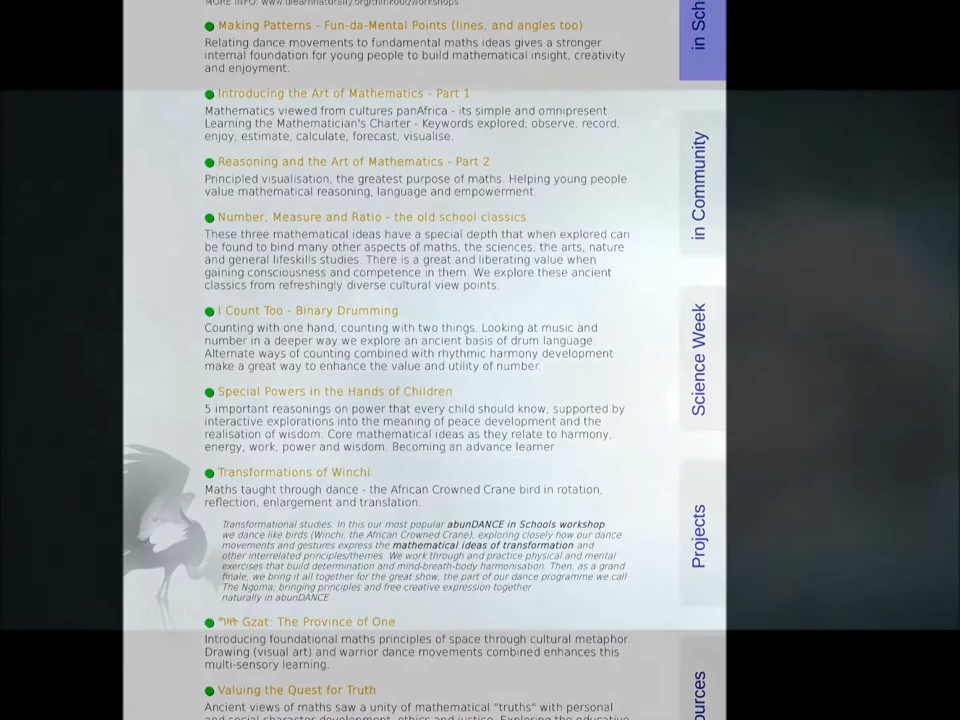 MORE INFO: www.dreamnaturally.org/thinkout/workshops
Making Patterns - Fun-da-Mental Points (lines, and angles too)
Relating dance movements to fundamental maths ideas gives a stronger
internal foundation for young people to build mathematical insight, creativity
and enjoyment.
Introducing the Art of Mathematics - Part 1
Mathematics viewed from cultures panAfrica - its simple and omnipresent.
Learning the Mathematician's Charter - Keywords explored; observe, record,
enjoy, estimate, calculate, forecast, visualise.
Reasoning and the Art of Mathematics - Part 2
Principled visualisation, the greatest purpose of maths. Helping young people
value mathematical reasoning, language and empowerment.
Number, Measure and Ratio - the old school classics
These three mathematical ideas have a special depth that when explored can
be found to bind many other aspects of maths, the sciences, the arts, nature
and general lifeskills studies. There is a great and liberating value when
gaining consciousness and competence in them. We explore these ancient
classics from refreshingly diverse cultural view points.
I Count Too - Binary Drumming
Counting with one hand, counting with two things. Looking at music and
number in a deeper way we explore an ancient basis of drum language.
Alternate ways of counting combined with rhythmic harmony development
make a great way to enhance the value and utility of number.
Special Powers in the Hands of Children
5 important reasonings on power that every child should know, supported by
interactive explorations into the meaning of peace development and the
realisation of wisdom. Core mathematical ideas as they relate to harmony,
energy, work, power and wisdom. Becoming an advance learner
Transformations of Winchi
Maths taught through dance - the African Crowned Crane bird in rotation,
reflection, enlargement and translation.
Transformational studies: In this our most popular abunDANCE in Schools workshop
we dance like birds (Winchi, the African Crowned Crane), exploring closely how our dance
movements and gestures express the mathematical ideas of transformation and
other interrelated principles/themes. We work through and practice physical and mental
exercises that build determination and mind-breath-body harmonisation. Then, as a grand
finale, we bring it all together for the great show, the part of our dance programme we call
The Ngoma; bringing principles and free creative expression together
naturally in abunDANCE.
Gzat: The Province of One
Introducing foundational maths principles of space through cultural metaphor.
Drawing (visual art) and warrior dance movements combined enhances this
multi-sensory learning.
Valuing the Quest for Truth
Ancient views of maths saw a unity of mathematical "truths" with personal
and social character development, ethics and justice. Exploring the educative
in Sch
in Community
Science Week
Projects
ources